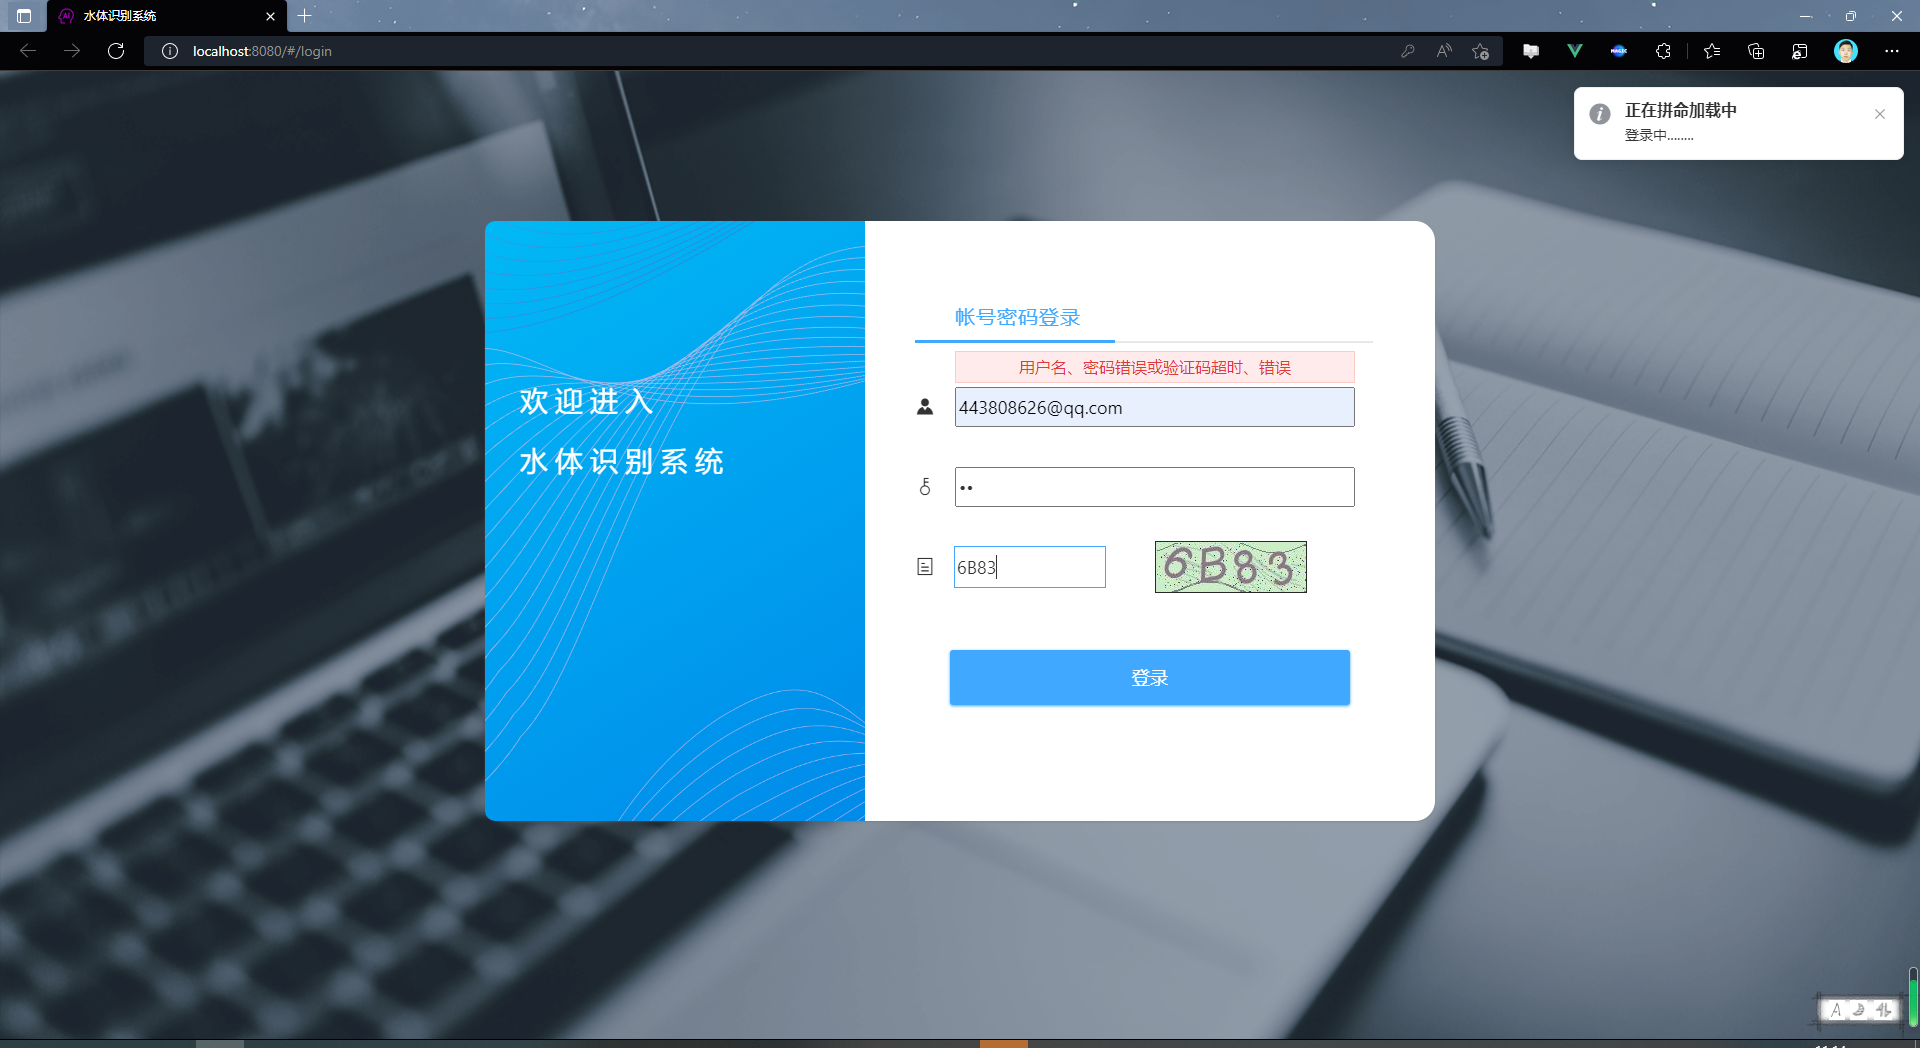 水体识别系统
localhost:8080/#/login
正在拼命加载中
登录中........
欢迎进入
水体识别系统
帐号密码登录
用户名、密码错误或验证码超时、错误
443808626@qq.com
••
6B83
6B83
登录